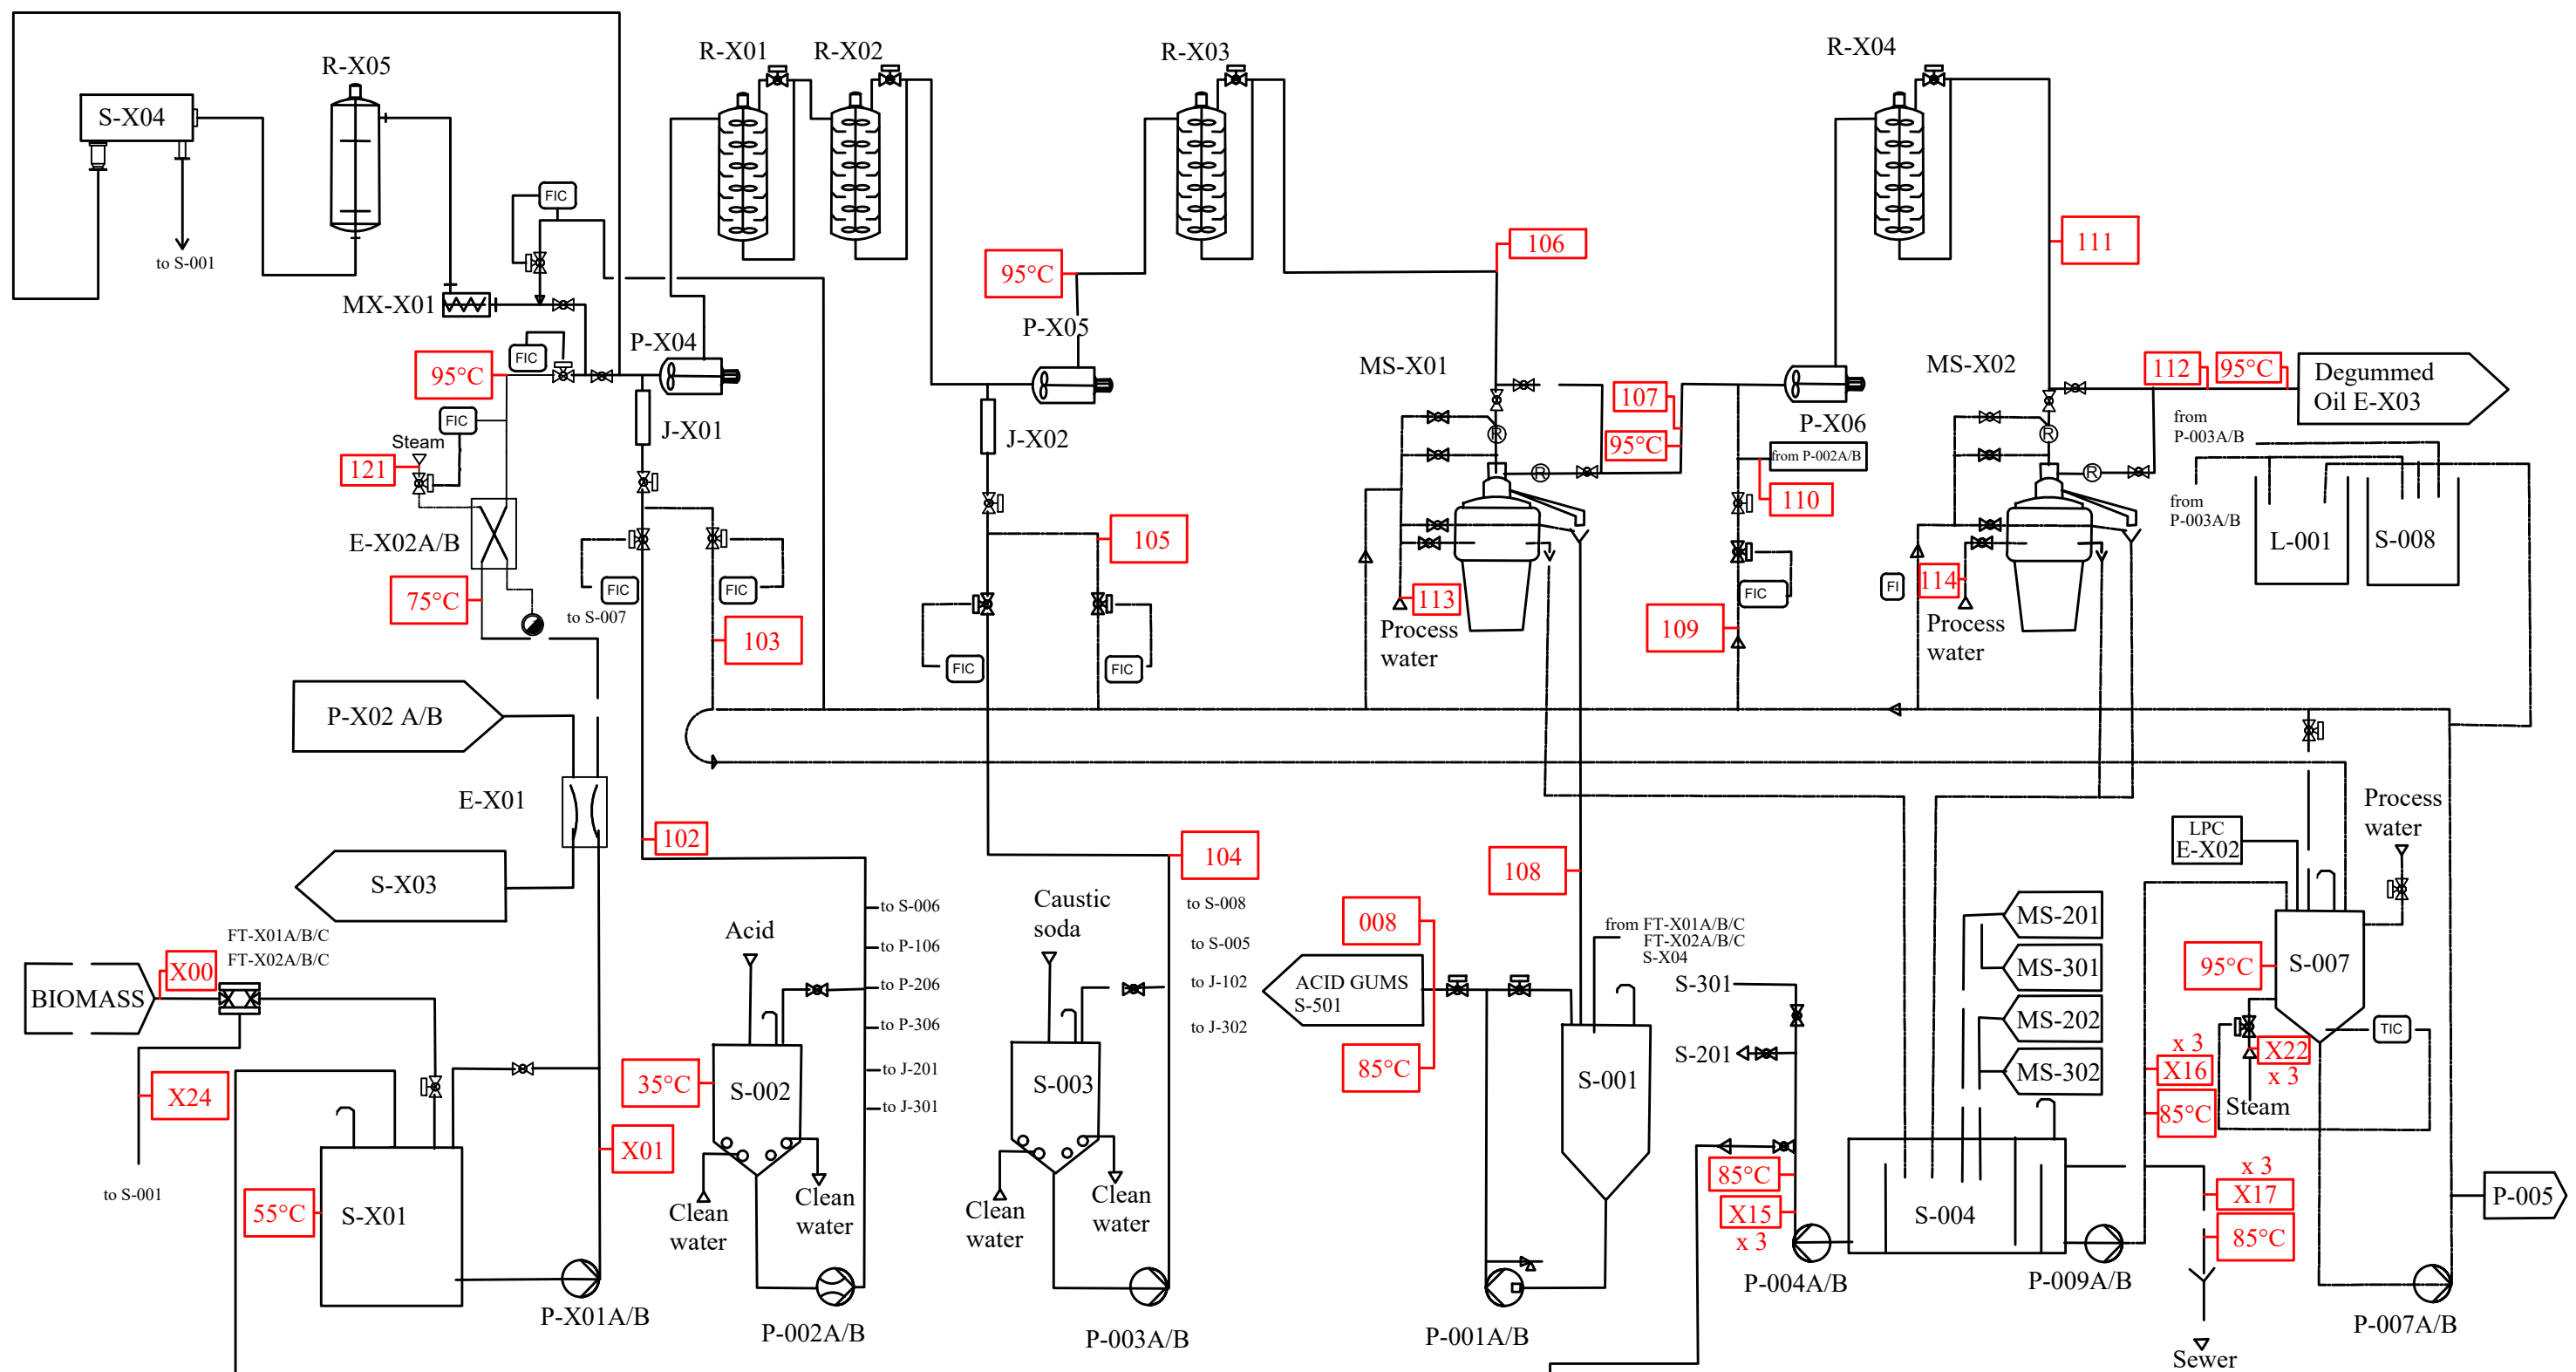 R-X05
S-X04
to S-001
FIC
MX-X01
FIC
95°C
FIC
Steam
121
E-X02A/B
75°C
R-X01
R-X02
P-X04
J-X01
FIC
to S-007
FIC
103
R-X03
95°C
P-X05
J-X02
105
FIC
FIC
106
MS-X01
R
R
107
95°C
113
Process
water
R-X04
P-X06
from P-002A/B
110
FIC
109
111
MS-X02
R
R
112
95°C
Degummed
Oil E-X03
from
P-003A/B
from
P-003A/B
L-001
S-008
FI
114
Process
water
P-X02 A/B
E-X01
S-X03
FT-X01A/B/C
FT-X02A/B/C
X00
BIOMASS
X24
to S-001
55°C
S-X01
X01
P-X01A/B
102
to S-006
to P-106
to P-206
to P-306
to J-201
to J-301
Acid
35°C
S-002
Clean
water
Clean
water
P-002A/B
104
to S-008
to S-005
to J-102
to J-302
Caustic
soda
S-003
Clean
water
Clean
water
P-003A/B
108
008
ACID GUMS
S-501
85°C
from FT-X01A/B/C
FT-X02A/B/C
S-X04
S-001
P-001A/B
S-301
S-201
85°C
X15
x 3
P-004A/B
MS-201
MS-301
MS-202
MS-302
S-004
P-009A/B
LPC
E-X02
Process
water
95°C
S-007
TIC
x 3
X16
X22
x 3
85°C
Steam
x 3
X17
85°C
Sewer
P-005
P-007A/B